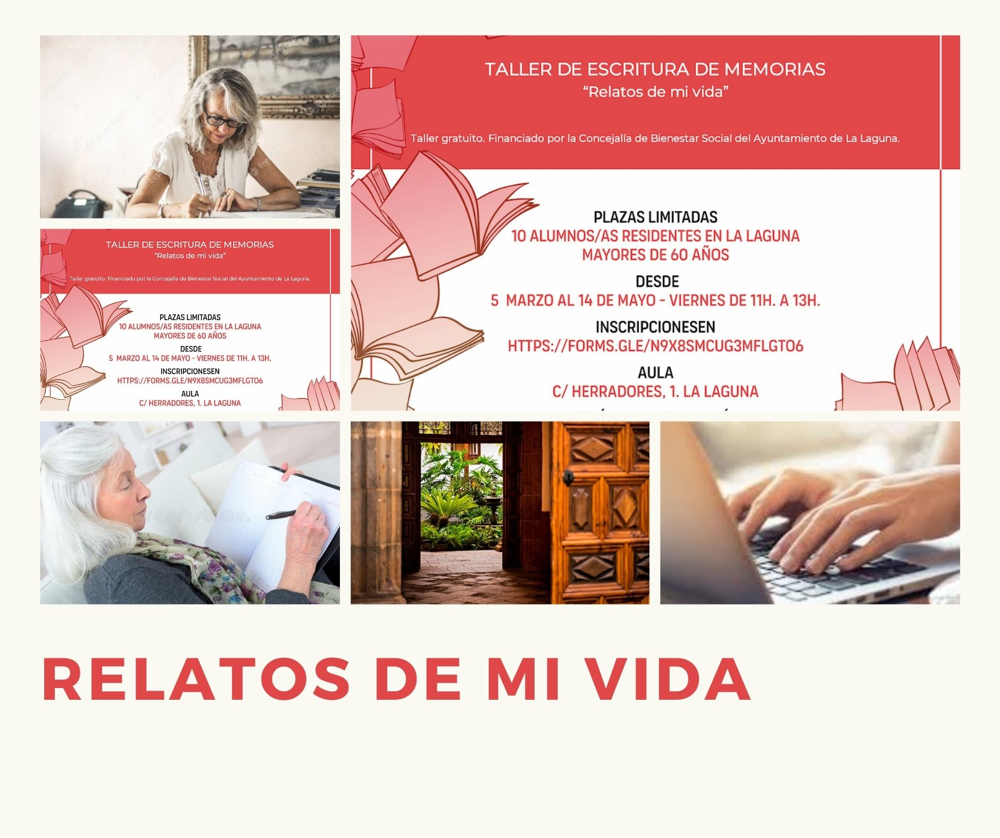 TALLER DE ESCRITURA DE MEMORIAS
“Relatos de mi vida”
Taller gratuito. Financiado por la Concejalía de Bienestar Social del Ayuntamiento de La Laguna.
PLAZAS LIMITADAS
10 ALUMNOS/AS RESIDENTES EN LA LAGUNA
MAYORES DE 60 AÑOS
DESDE
5 MARZO AL 14 DE MAYO - VIERNES DE 11H. A 13H.
INSCRIPCIONESEN
HTTPS://FORMS.GLE/N9X8SMCUG3MFLGTO6
AULA
C/ HERRADORES, 1. LA LAGUNA
TALLER DE ESCRITURA DE MEMORIAS
“Relatos de mi vida”
Taller gratuito. Financiado por la Concejalía de Bienestar Social del Ayuntamiento de La Laguna.
PLAZAS LIMITADAS
10 ALUMNOS/AS RESIDENTES EN LA LAGUNA
MAYORES DE 60 AÑOS
DESDE
5 MARZO AL 14 DE MAYO - VIERNES DE 11H. A 13H.
INSCRIPCIONESEN
HTTPS://FORMS.GLE/N9X8SMCUG3MFLGTO6
AULA
C/ HERRADORES, 1. LA LAGUNA
dreamstime.
RELATOS DE MI VIDA